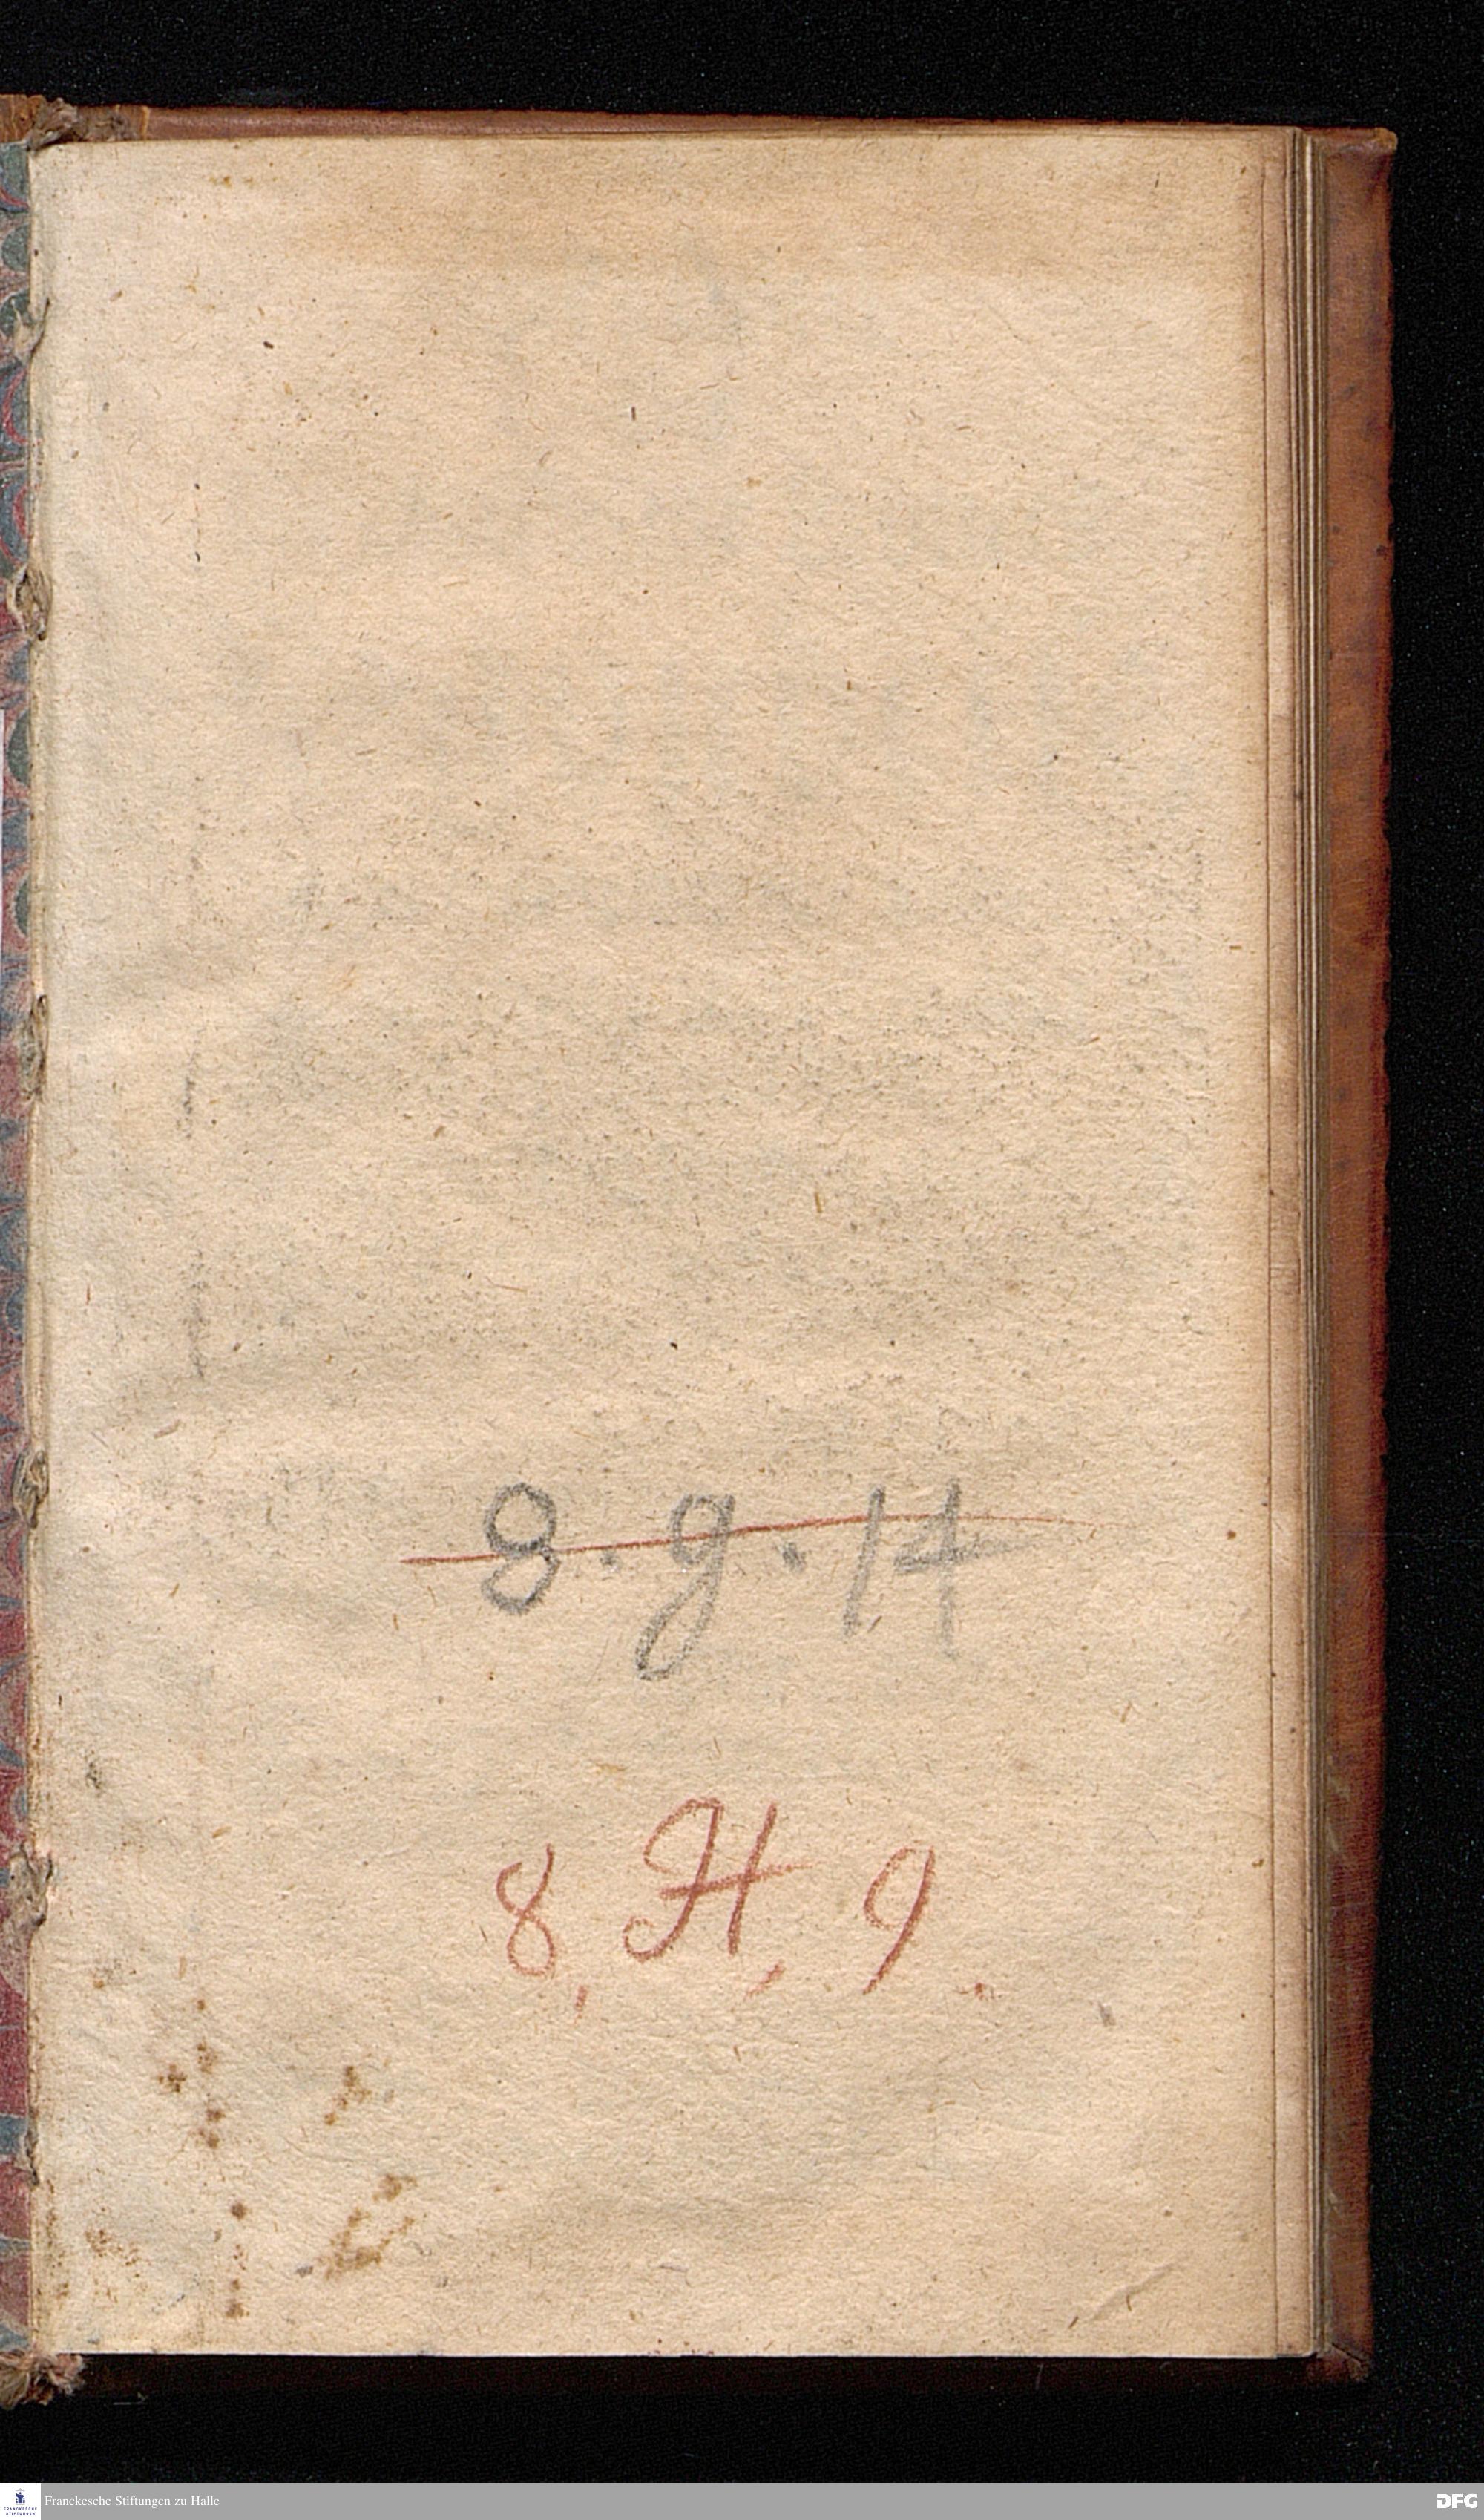 8. g. 14
8, H, 9.
Franckesche Stiftungen zu Halle
DFG